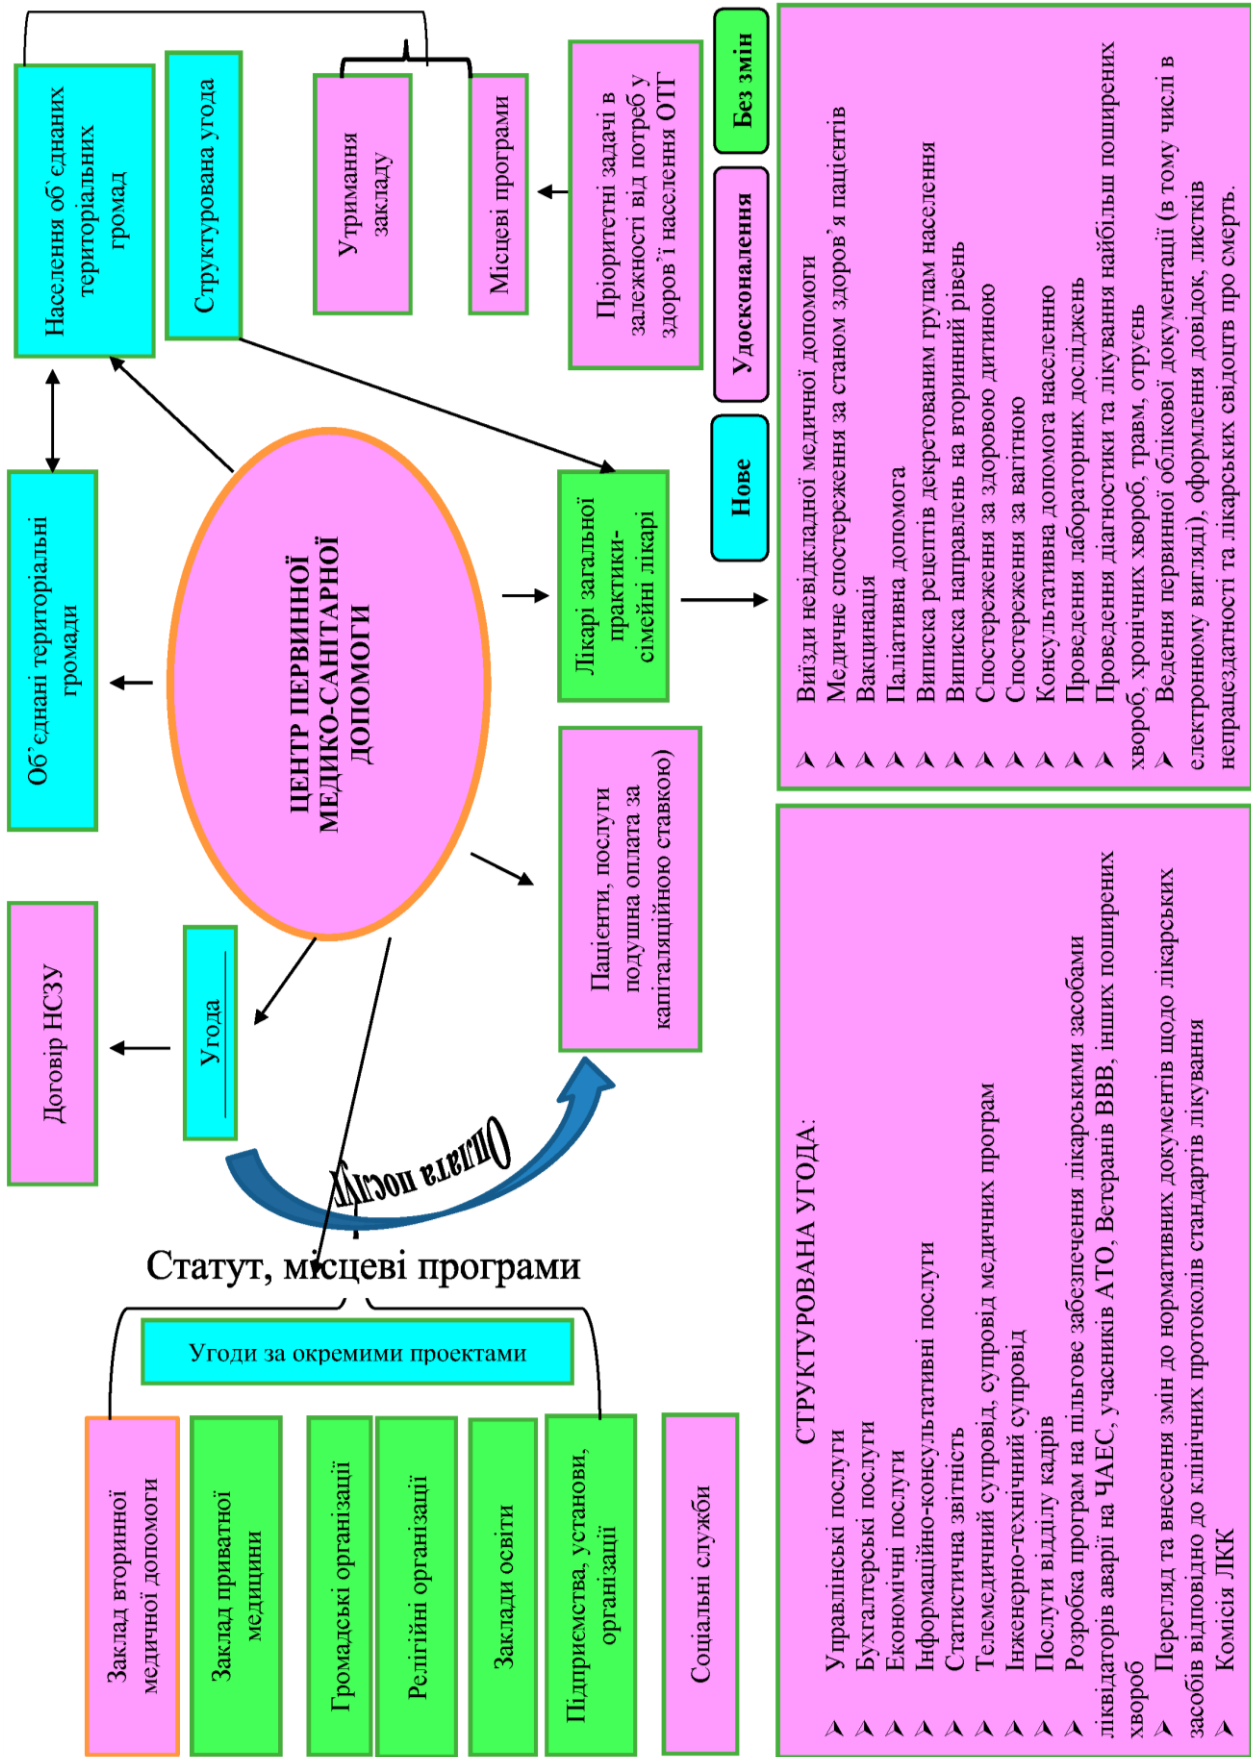 Заклад вторинної
медичної допомоги
Заклад приватної
медицини
Громадські організації
Релігійні організації
Заклади освіти
Підприємства, установи,
організації
Соціальні служби
Угоди за окремими проектами
Статут, місцеві програми
Оплата послуг
Договір НСЗУ
Угода
Об’єднані територіальні
громади
Населення об`єднаних
територіальних
громад
Структурована угода
ЦЕНТР ПЕРВИННОЇ
МЕДИКО-САНІТАРНОЇ
ДОПОМОГИ
Утримання
закладу
Місцеві програми
Пріоритетні задачі в
залежності від потреб у
здоров’ї населення ОТГ
Пацієнти, послуги
подушна оплата за
капіталаційною ставкою)
Лікарі загальної
практики-
сімейні лікарі
Нове
Удосконалення
Без змін
СТРУКТУРОВАНА УГОДА:
➢ Управлінські послуги
➢ Бухгалтерські послуги
➢ Економічні послуги
➢ Інформаційно-консультативні послуги
➢ Статистична звітність
➢ Телемедичний супровід, супровід медичних програм
➢ Інженерно-технічний супровід
➢ Послуги відділу кадрів
➢ Розробка програм на пільгове забезпечення лікарськими засобами
ліквідаторів аварії на ЧАЕС, учасників АТО, Ветеранів ВВВ, інших поширених
хвороб
➢ Перегляд та внесення змін до нормативних документів щодо лікарських
засобів відповідно до клінічних протоколів стандартів лікування
➢ Комісія ЛКК
➢ Виїзди невідкладної медичної допомоги
➢ Медичне спостереження за станом здоров’я пацієнтів
➢ Вакцинація
➢ Паліативна допомога
➢ Виписка рецептів декретованим групам населення
➢ Виписка направлень на вторинний рівень
➢ Спостереження за здоровою дитиною
➢ Спостереження за вагітною
➢ Консультативна допомога населенню
➢ Проведення лабораторних досліджень
➢ Проведення діагностики та лікування найбільш поширених
хвороб, хронічних хвороб, травм, отруєнь
➢ Ведення первинної облікової документації (в тому числі в
електронному вигляді), оформлення довідок, листків
непрацездатності та лікарських свідоцтв про смерть.